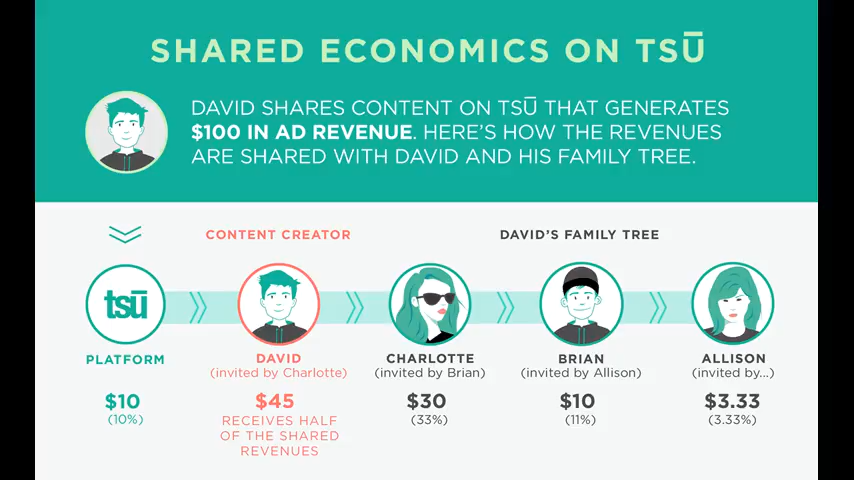 SHARED ECONOMICS ON TSŪ
DAVID SHARES CONTENT ON TSŪ THAT GENERATES
$100 IN AD REVENUE. HERE'S HOW THE REVENUES
ARE SHARED WITH DAVID AND HIS FAMILY TREE.
CONTENT CREATOR
DAVID'S FAMILY TREE
tsū
PLATFORM
$10
(10%)
DAVID
(invited by Charlotte)
$45
RECEIVES HALF
OF THE SHARED
REVENUES
CHARLOTTE
(invited by Brian)
$30
(33%)
BRIAN
(invited by Allison)
$10
(11%)
ALLISON
(invited by...)
$3.33
(3.33%)